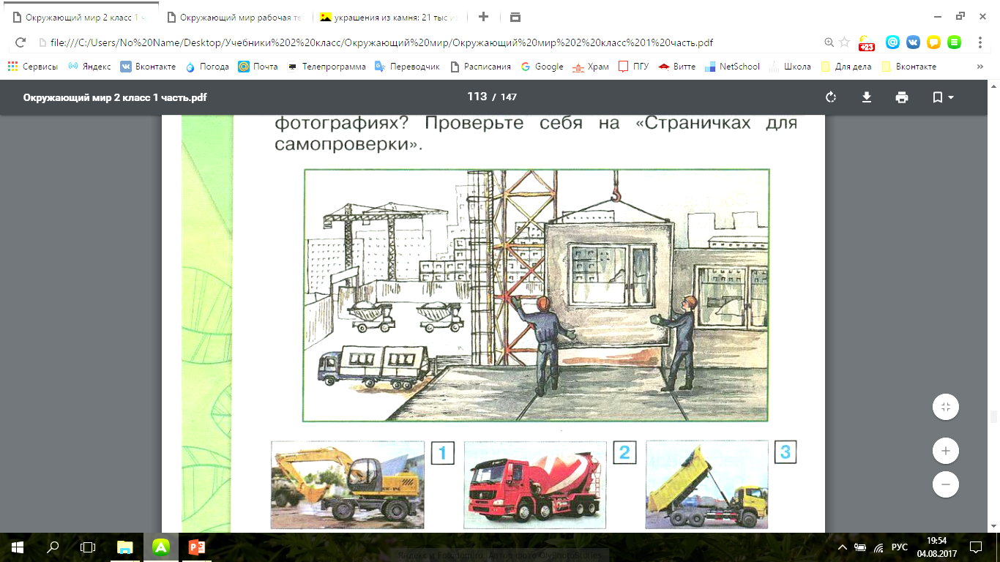 Окружающий мир 2 класс 1 ч
Окружающий мир рабочая те
украшения из камня: 21 тыс из
file:///C:/Users/No%20Name/Desktop/Учебники%202%20класс/Окружающий%20мир/Окружающий%20мир%202%20класс%201%20часть.pdf
+23
Сервисы Яндекс Вконтакте Погода Почта Телепрограмма Переводчик Расписания Google Храм ПГУ Витте NetSchool Школа Для дела Вконтакте »
Окружающий мир 2 класс 1 часть.pdf 113 / 147
фотографиях? Проверьте себя на «Страничках для
самопроверки».
1 2 3
РУС
19:54
04.08.2017